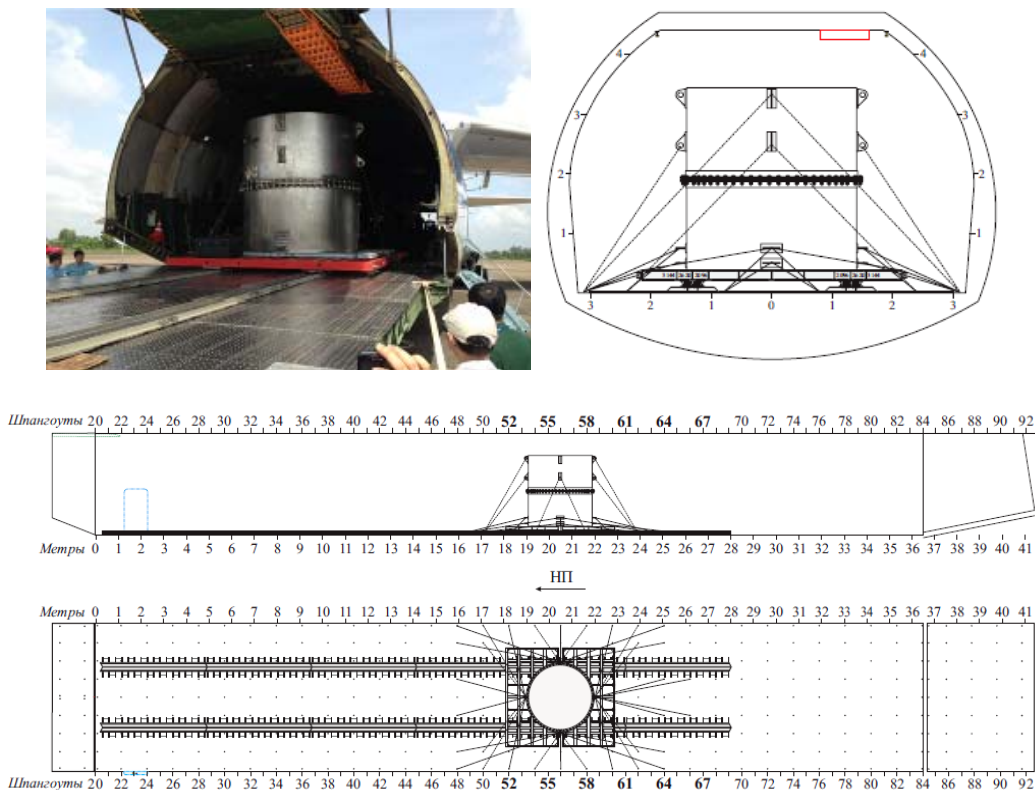 4 4
3 3
2 2
1 1
3 2 1 0 1 2 3
Шпангоуты 20 22 24 26 28 30 32 34 36 38 40 42 44 46 48 50 52 55 58 61 64 67 70 72 74 76 78 80 82 84 86 88 90 92
Метры 0 1 2 3 4 5 6 7 8 9 10 11 12 13 14 15 16 17 18 19 20 21 22 23 24 25 26 27 28 29 30 31 32 33 34 35 36 37 38 39 40 41
НП
Метры 0 1 2 3 4 5 6 7 8 9 10 11 12 13 14 15 16 17 18 19 20 21 22 23 24 25 26 27 28 29 30 31 32 33 34 35 36 37 38 39 40 41
Шпангоуты 20 22 24 26 28 30 32 34 36 38 40 42 44 46 48 50 52 55 58 61 64 67 70 72 74 76 78 80 82 84 86 88 90 92